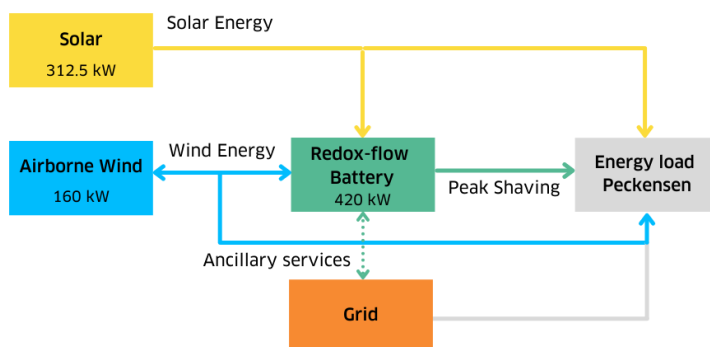 Solar Energy
Solar
312.5 kW
Wind Energy
Airborne Wind
160 kW
Redox-flow
Battery
420 kW
Peak Shaving
Energy load
Peckensen
Ancillary services
Grid